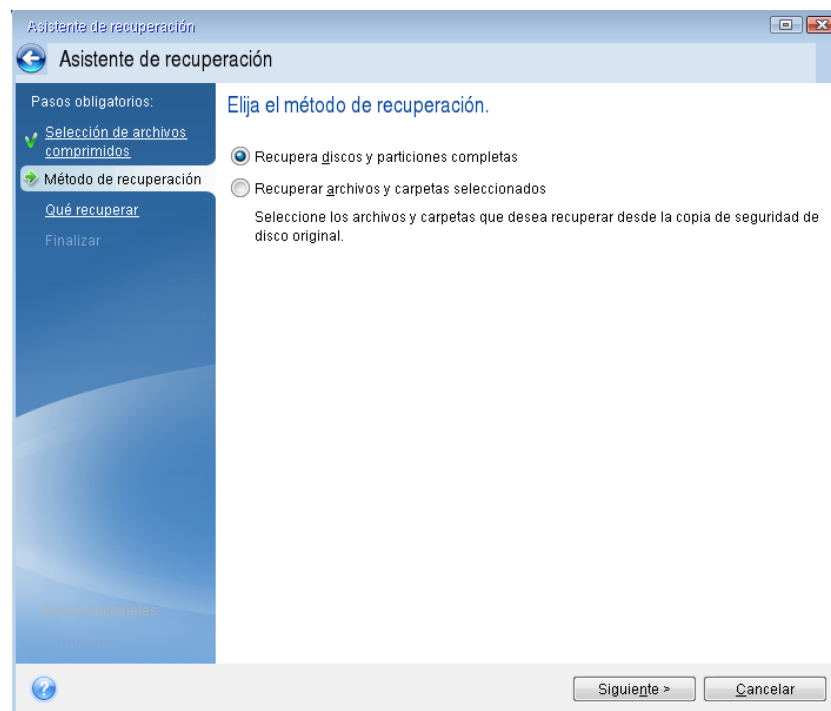 Asistente de recuperación
Asistente de recuperación
Pasos obligatorios:
Selección de archivos
comprimidos
Método de recuperación
Qué recuperar
Finalizar
Elija el método de recuperación.
Recupera discos y particiones completas
Recuperar archivos y carpetas seleccionados
Seleccione los archivos y carpetas que desea recuperar desde la copia de seguridad de
disco original.
Siguiente >
Cancelar